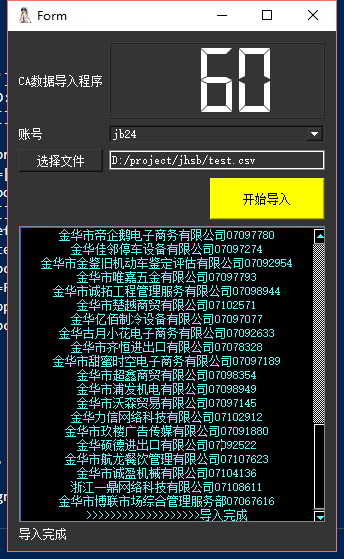 Form
CA数据导入程序
60
账号
jb24
选择文件
D:/project/jhsb/test.csv
开始导入
金华市帝企鹅电子商务有限公司07097780
金华佳邻停车设备有限公司07097274
金华市金鉴旧机动车鉴定评估有限公司07092954
金华市唯嘉五金有限公司07097793
金华市诚拓工程管理服务有限公司07098944
金华市楚越商贸有限公司07102571
金华亿佰制冷设备有限公司07097077
金华古月小花电子商务有限公司07092633
金华市齐恒进出口有限公司07078328
金华市甜蜜时空电子商务有限公司07097189
金华市超鑫商贸有限公司07098354
金华市浦发机电有限公司07098949
金华市沃森贸易有限公司07097145
金华力信网络科技有限公司07102912
金华市玖楼广告传媒有限公司07091880
金华硕德进出口有限公司07092522
金华市航龙餐饮管理有限公司07107623
金华市诚盈机械有限公司07104136
浙江一鼎网络科技有限公司07108611
金华市博联市场综合管理服务部07067616
>>>>>>>>>>>>>>>>>>>导入完成
导入完成